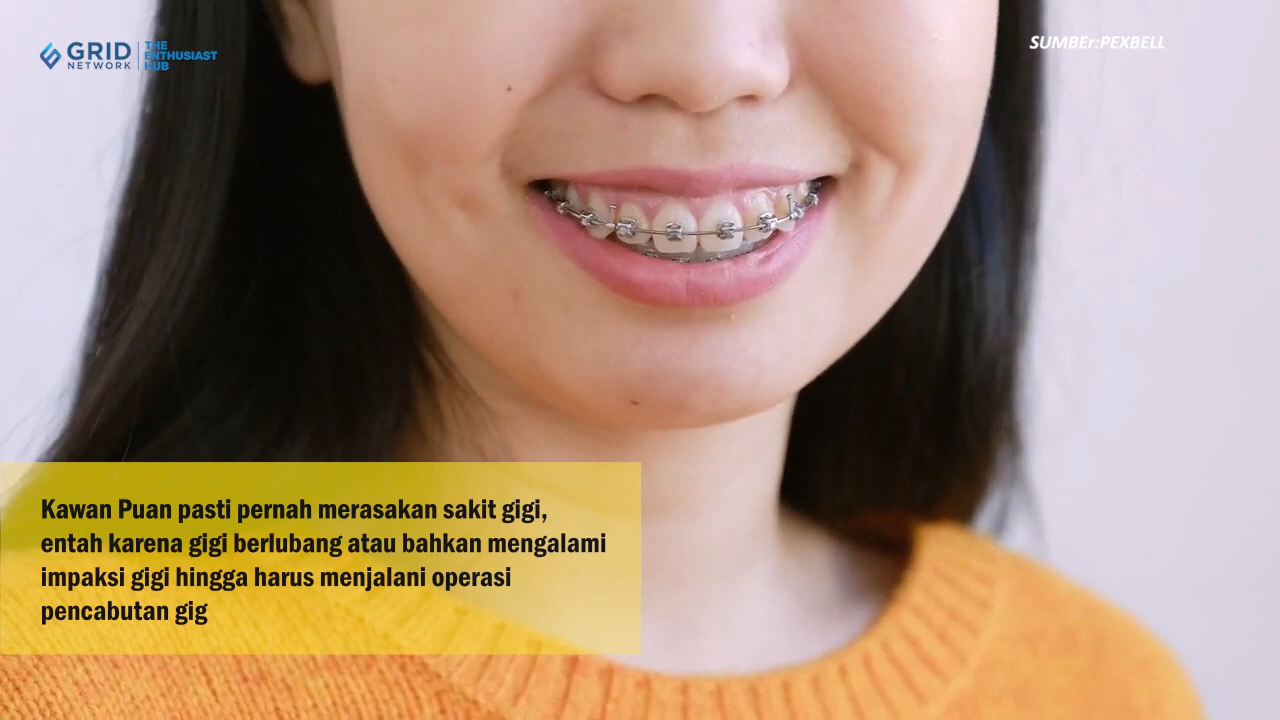 GRID
NETWORK
THE
ENTHUSIAST
HUB
SUMBEr:PEXBELL
Kawan Puan pasti pernah merasakan sakit gigi,
entah karena gigi berlubang atau bahkan mengalami
impaksi gigi hingga harus menjalani operasi
pencabutan gig